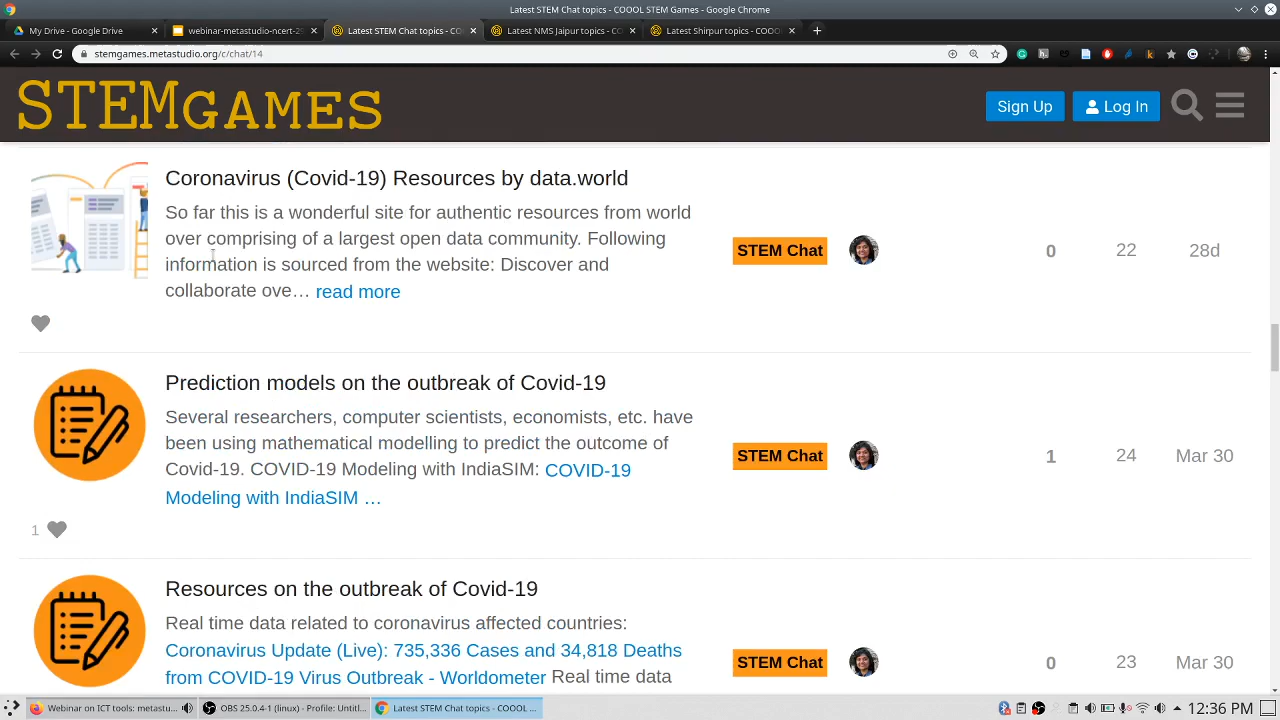 Latest STEM Chat topics - COOOL STEM Games - Google Chrome
My Drive - Google Drive
webinar-metastudio-ncert-2
Latest STEM Chat topics - CO
Latest NMS Jaipur topics - CO
Latest Shirpur topics - COOO
stemgames.metastudio.org/c/chat/14
STEMGAMES
Sign Up
Log In
Coronavirus (Covid-19) Resources by data.world
So far this is a wonderful site for authentic resources from world
over comprising of a largest open data community. Following
information is sourced from the website: Discover and
collaborate ove… read more
STEM Chat 0 22 28d
Prediction models on the outbreak of Covid-19
Several researchers, computer scientists, economists, etc. have
been using mathematical modelling to predict the outcome of
Covid-19. COVID-19 Modeling with IndiaSIM: COVID-19
Modeling with IndiaSIM …
STEM Chat 1 24 Mar 30
1
Resources on the outbreak of Covid-19
Real time data related to coronavirus affected countries:
Coronavirus Update (Live): 735,336 Cases and 34,818 Deaths
from COVID-19 Virus Outbreak - Worldometer Real time data
STEM Chat 0 23 Mar 30
Webinar on ICT tools: metastu...
OBS 25.0.4-1 (linux) - Profile: Untitl...
Latest STEM Chat topics - COOOL ...
12:36 PM